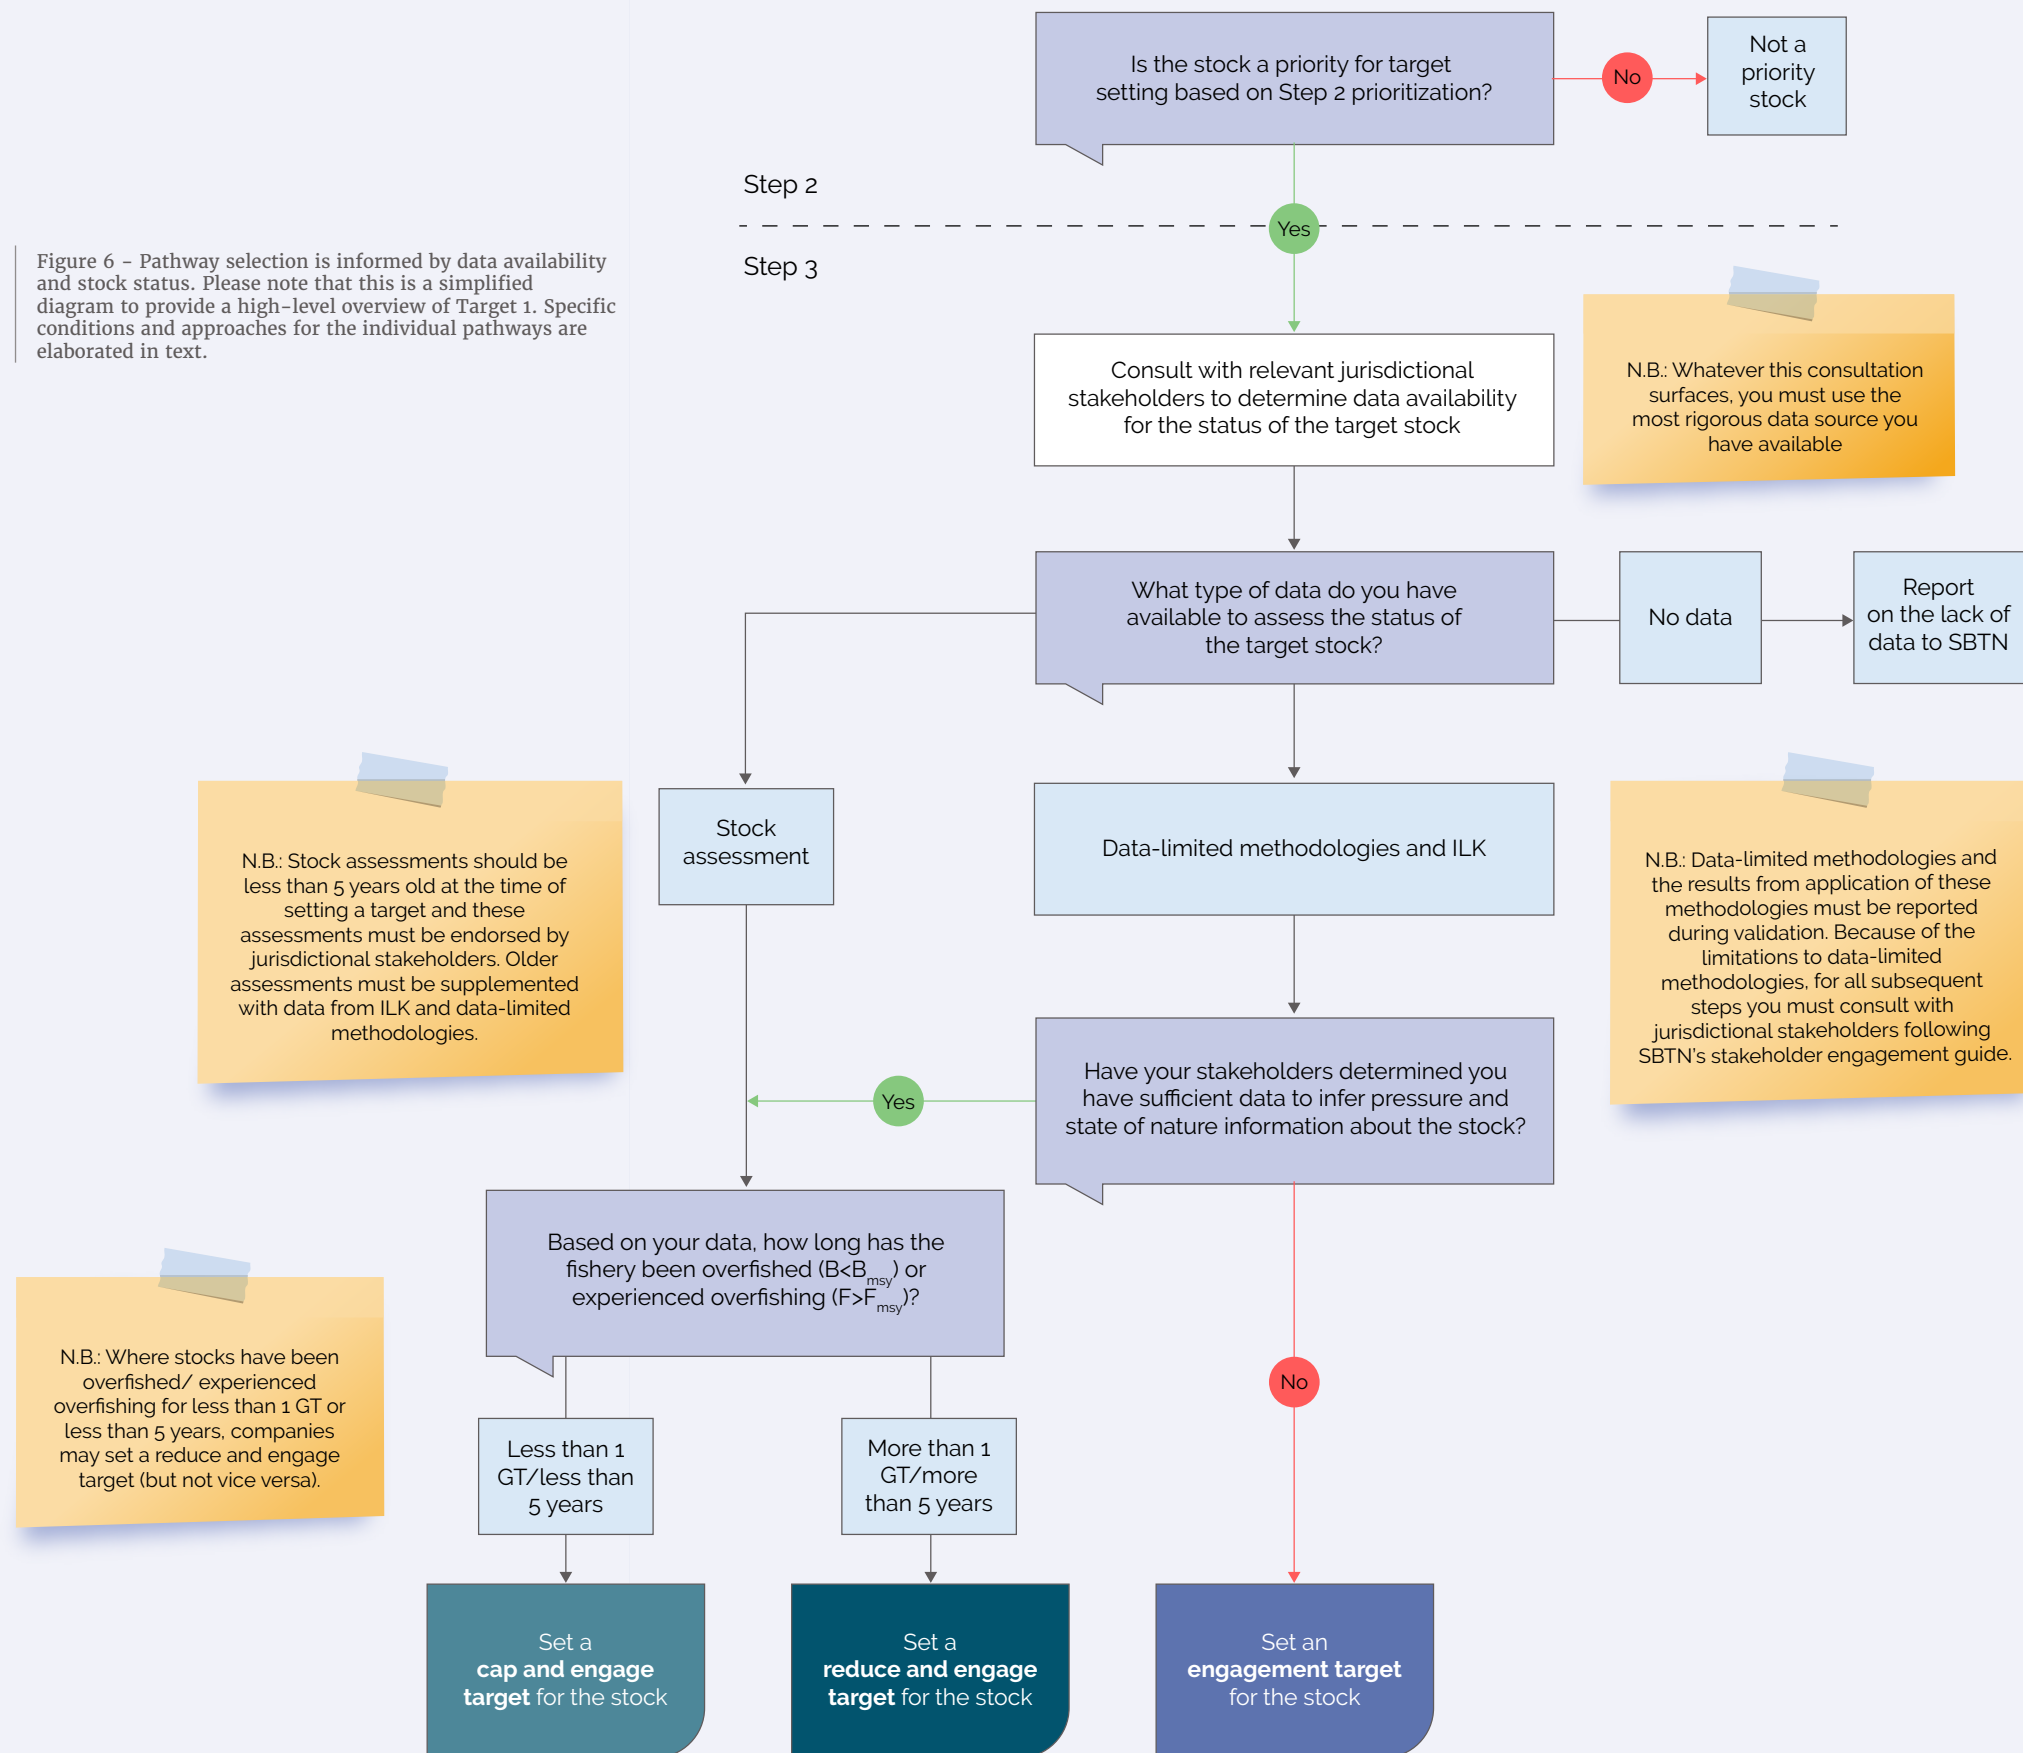 Is the stock a priority for target
setting based on Step 2 prioritization?
No
Not a
priority
stock
Step 2
Yes
Step 3
Figure 6 – Pathway selection is informed by data availability
and stock status. Please note that this is a simplified
diagram to provide a high-level overview of Target 1. Specific
conditions and approaches for the individual pathways are
elaborated in text.
Consult with relevant jurisdictional
stakeholders to determine data availability
for the status of the target stock
N.B.: Whatever this consultation
surfaces, you must use the
most rigorous data source you
have available
What type of data do you have
available to assess the status of
the target stock?
No data
Report
on the lack of
data to SBTN
N.B.: Stock assessments should be
less than 5 years old at the time of
setting a target and these
assessments must be endorsed by
jurisdictional stakeholders. Older
assessments must be supplemented
with data from ILK and data-limited
methodologies.
Stock
assessment
Data-limited methodologies and ILK
N.B.: Data-limited methodologies and
the results from application of these
methodologies must be reported
during validation. Because of the
limitations to data-limited
methodologies, for all subsequent
steps you must consult with
jurisdictional stakeholders following
SBTN's stakeholder engagement guide.
Have your stakeholders determined you
have sufficient data to infer pressure and
state of nature information about the stock?
Yes
Based on your data, how long has the
fishery been overfished (B<Bmsy) or
experienced overfishing (F>Fmsy)?
N.B.: Where stocks have been
overfished/ experienced
overfishing for less than 1 GT or
less than 5 years, companies
may set a reduce and engage
target (but not vice versa).
No
Less than 1
GT/less than
5 years
More than 1
GT/more
than 5 years
Set a
cap and engage
target for the stock
Set a
reduce and engage
target for the stock
Set an
engagement target
for the stock